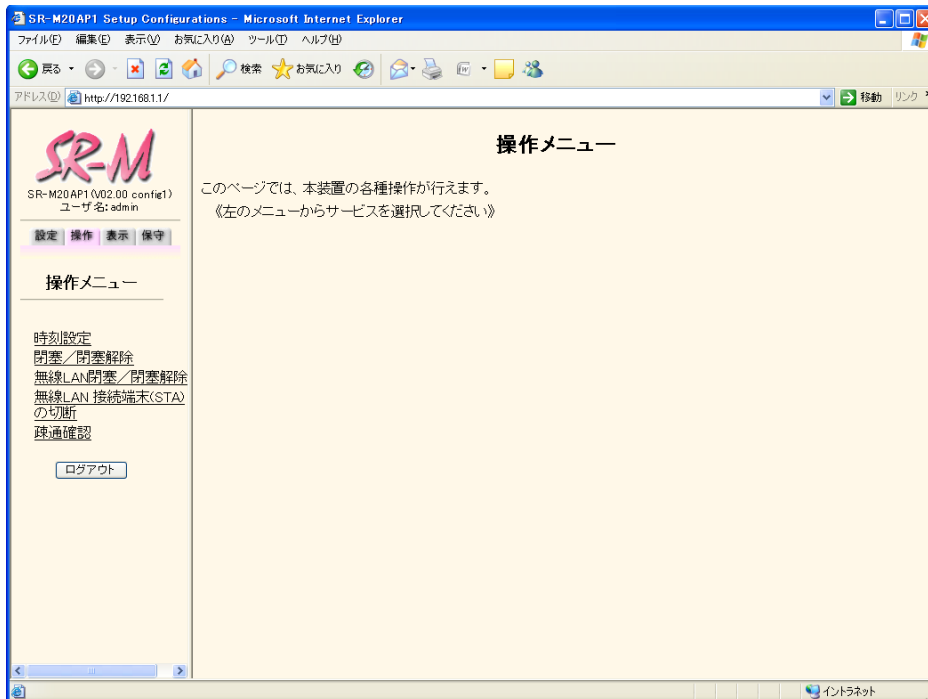 SR-M20AP1 Setup Configurations - Microsoft Internet Explorer
ファイル(F) 編集(E) 表示(V) お気に入り(A) ツール(T) ヘルプ(H)
戻る 検索 お気に入り
アドレス(D) http://192.168.1.1/ 移動 リンク
SR-M
SR-M20AP1(V02.00 config1)
ユーザ名: admin
設定 操作 表示 保守
操作メニュー
時刻設定
閉塞／閉塞解除
無線LAN閉塞／閉塞解除
無線LAN 接続端末(STA)
の切断
疎通確認
ログアウト
操作メニュー
このページでは、本装置の各種操作が行えます。
《左のメニューからサービスを選択してください》
イントラネット